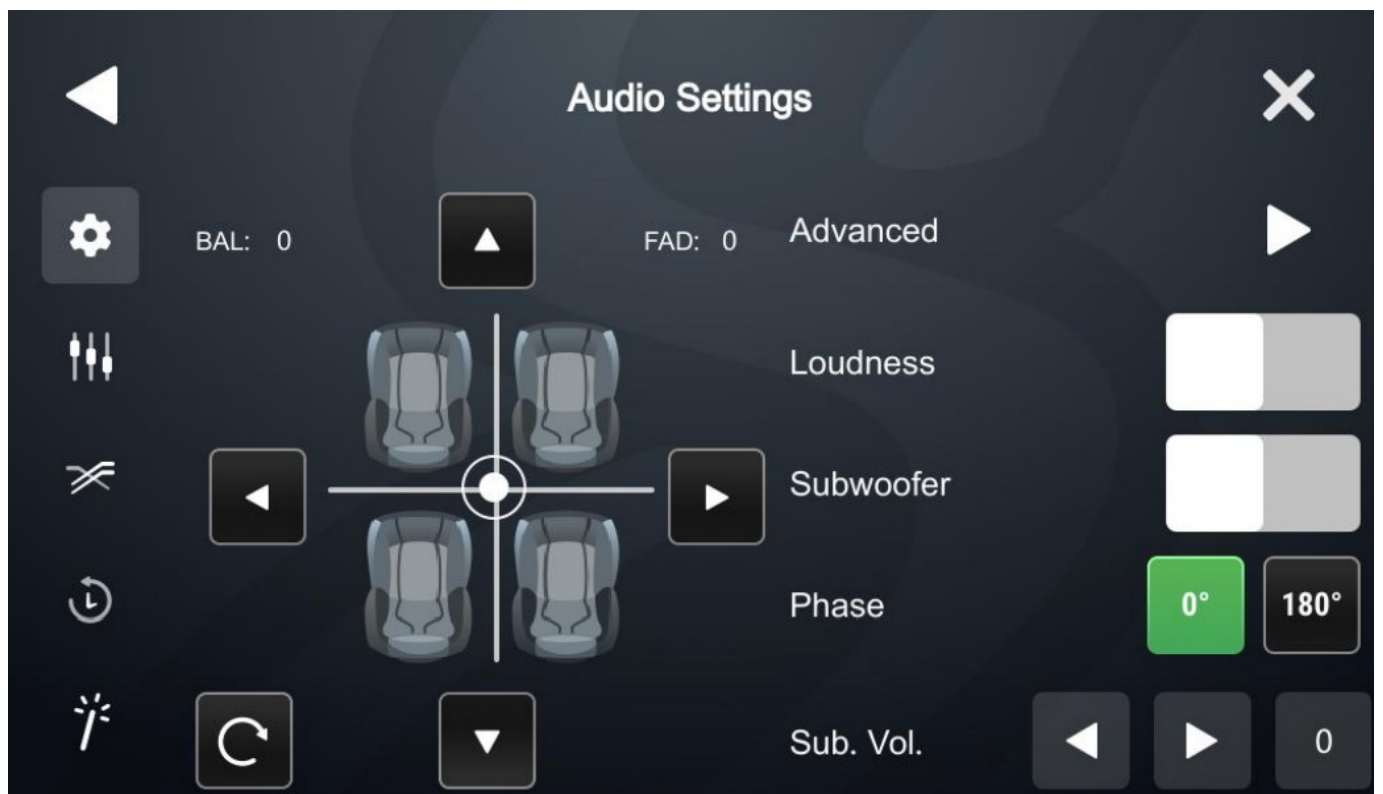 Audio Settings
BAL: 0
FAD: 0
Advanced
Loudness
Subwoofer
Phase
0°
180°
Sub. Vol.
0